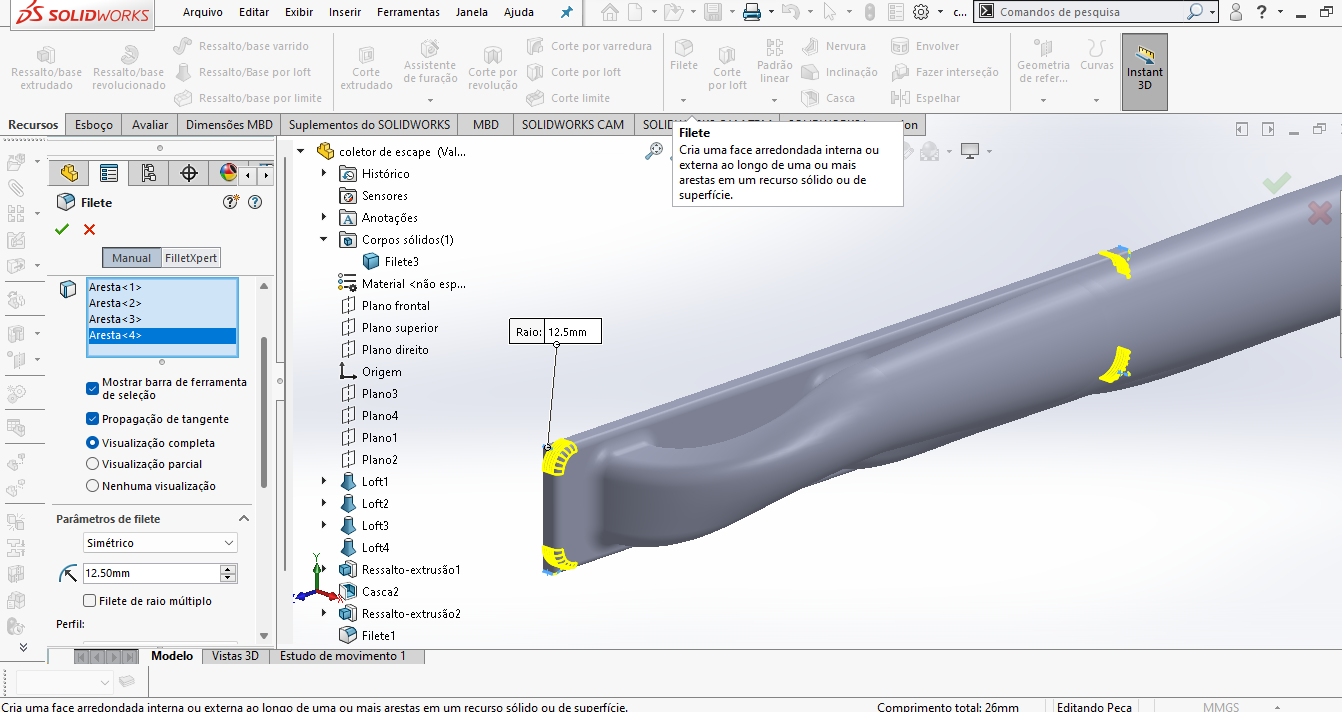 SOLIDWORKS
Arquivo Editar Exibir Inserir Ferramentas Janela Ajuda
c...
Comandos de pesquisa
?
Ressalto/base extrudado
Ressalto/base revolucionado
Ressalto/base varrido
Ressalto/Base por loft
Ressalto/base por limite
Corte extrudado
Assistente de furação
Corte por revolução
Corte por varredura
Corte por loft
Corte limite
Filete
Corte por loft
Padrão linear
Nervura
Inclinação
Casca
Envolver
Fazer interseção
Espelhar
Geometria de refer...
Curvas
Instant 3D
Recursos Esboço Avaliar Dimensões MBD Suplementos do SOLIDWORKS MBD SOLIDWORKS CAM
Filete
Cria uma face arredondada interna ou
externa ao longo de uma ou mais
arestas em um recurso sólido ou de
superfície.
Filete
Manual FilletXpert
Aresta<1>
Aresta<2>
Aresta<3>
Aresta<4>
Mostrar barra de ferramenta
de seleção
Propagação de tangente
Visualização completa
Visualização parcial
Nenhuma visualização
Parâmetros de filete
Simétrico
12.50mm
Filete de raio múltiplo
Perfil:
coletor de escape (Val...
Histórico
Sensores
Anotações
Corpos sólidos(1)
Filete3
Material <não esp...
Plano frontal
Plano superior
Plano direito
Origem
Plano3
Plano4
Plano1
Plano2
Loft1
Loft2
Loft3
Loft4
Ressalto-extrusão1
Casca2
Ressalto-extrusão2
Filete1
Raio: 12.5mm
Y
X
Z
Modelo Vistas 3D Estudo de movimento 1
Cria uma face arredondada interna ou externa ao longo de uma ou mais arestas em um recurso sólido ou de superfície.
Comprimento total: 26mm Editando Peça MMGS